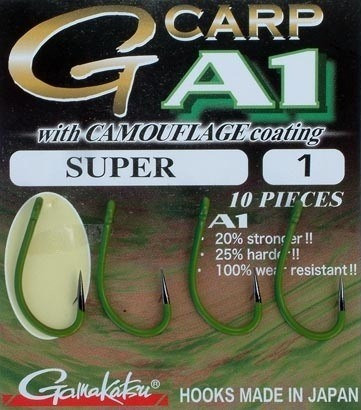 G CARP
A1
with CAMOUFLAGE coating
SUPER 1
10 PIECES
A1
· 20% stronger!!
· 25% harder!!
· 100% wear resistant!!
Gamakatsu®
HOOKS MADE IN JAPAN